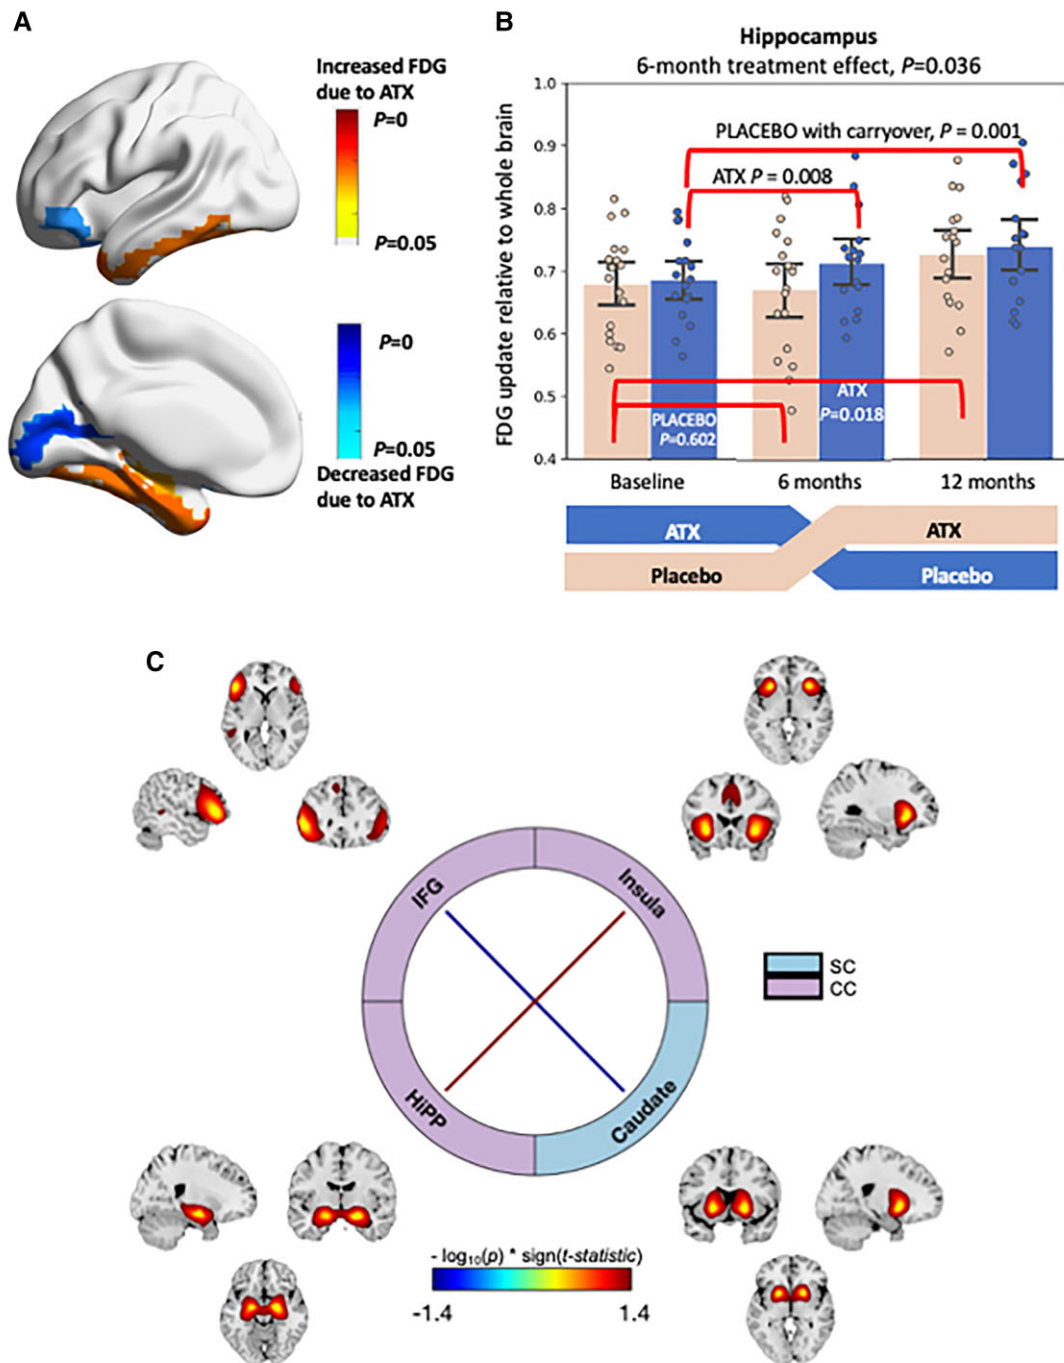 A
Increased FDG
due to ATX
P=0
P=0.05
P=0
P=0.05
Decreased FDG
due to ATX
B
Hippocampus
6-month treatment effect, P=0.036
FDG update relative to whole brain
1.0
0.9
0.8
0.7
0.6
0.5
0.4
PLACEBO with carryover, P = 0.001
ATX P = 0.008
ATX
P=0.018
PLACEBO
P=0.602
Baseline
6 months
12 months
ATX
ATX
Placebo
Placebo
C
IFG
Insula
HiPP
Caudate
SC
CC
- log10(p) * sign(t-statistic)
-1.4
1.4